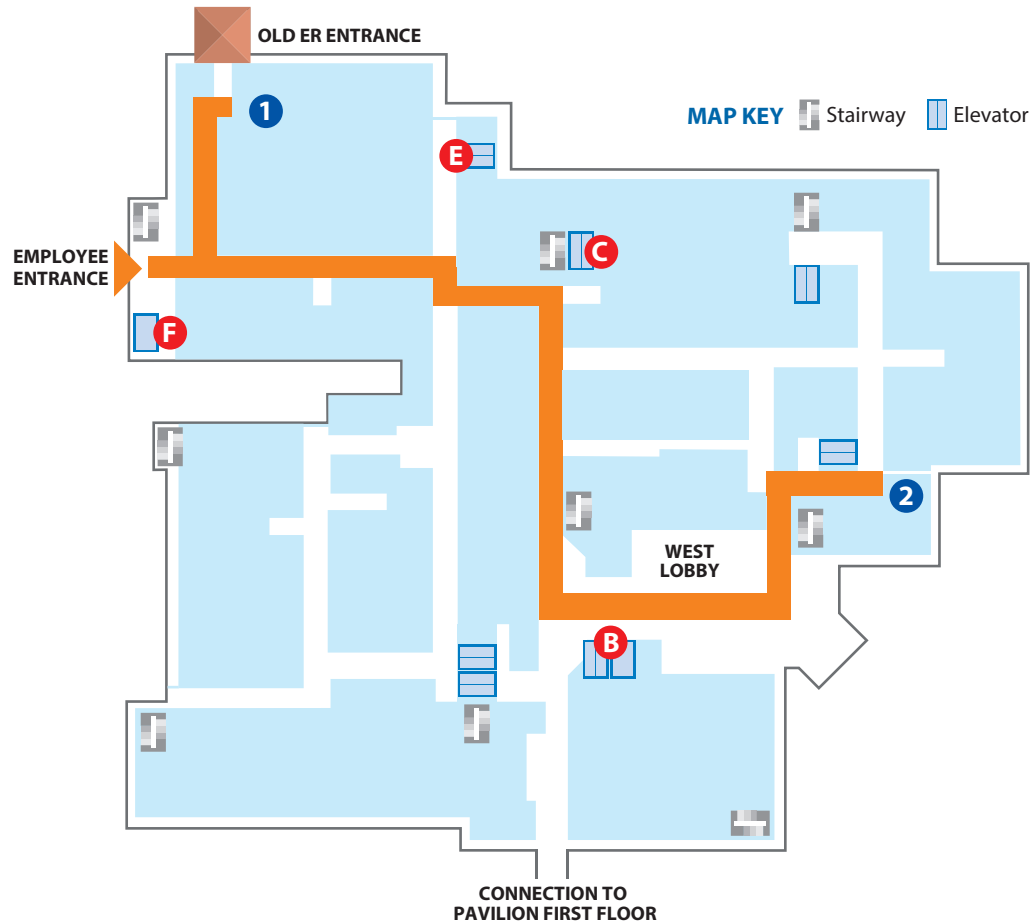 OLD ER ENTRANCE
1
MAP KEY Stairway Elevator
E
C
EMPLOYEE
ENTRANCE
F
2
WEST
LOBBY
B
CONNECTION TO
PAVILION FIRST FLOOR